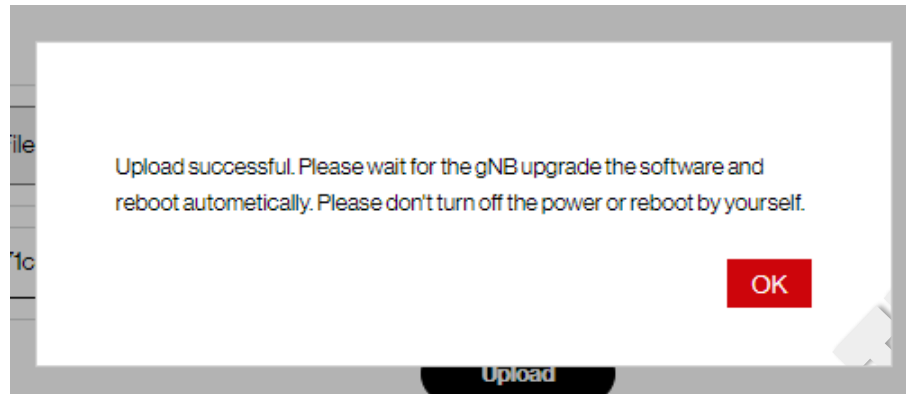 file
Upload successful. Please wait for the gNB upgrade the software and
reboot autometically. Please don't turn off the power or reboot by yourself.
1c
OK
Upload